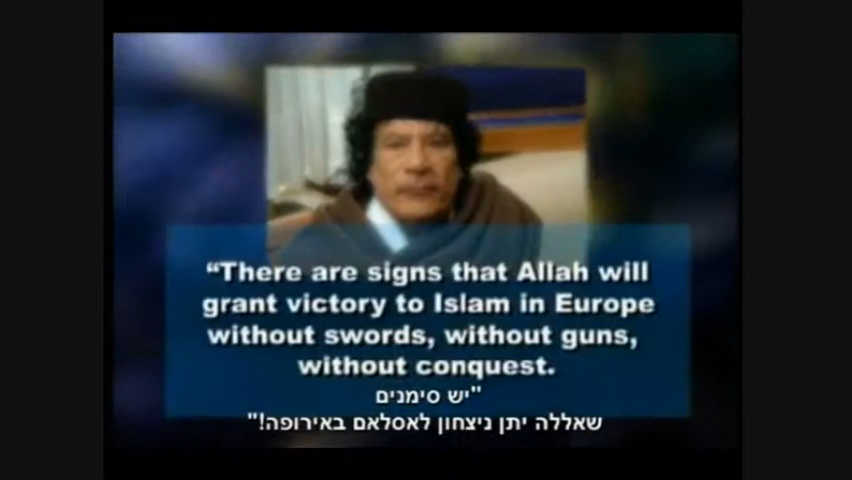 “There are signs that Allah will
grant victory to Islam in Europe
without swords, without guns,
without conquest.
"יש סימנים
שאללה יתן ניצחון לאסלאם באירופה!"